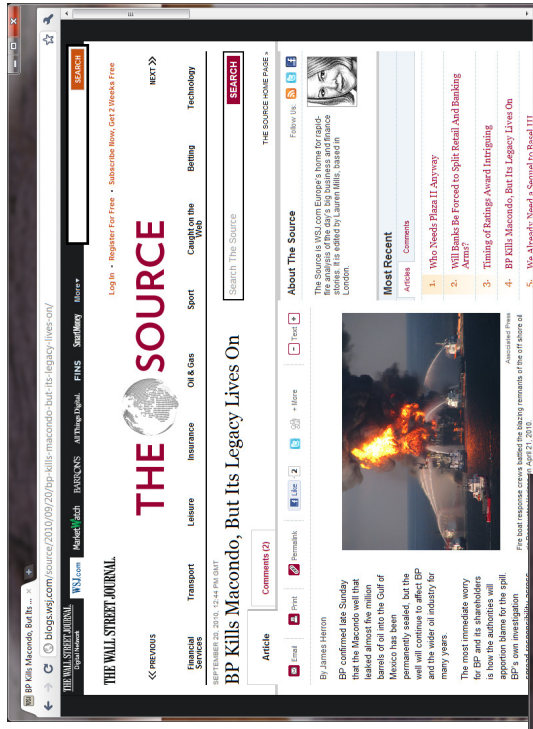 BP Kills Macondo, But Its ...
blogs.wsj.com/source/2010/09/20/bp-kills-macondo-but-its-legacy-lives-on/
THE WALL STREET JOURNAL
Digital Network
WSJ.com
MarketWatch
BARRON'S
All Things Digital.
FINS
SmartMoney
More
SEARCH
THE WALL STREET JOURNAL.
Log In • Register For Free • Subscribe Now, Get 2 Weeks Free
THE SOURCE
PREVIOUS
NEXT
Financial Services
Transport
Leisure
Insurance
Oil & Gas
Sport
Caught on the Web
Betting
Technology
SEPTEMBER 20, 2010, 12:44 PM GMT
BP Kills Macondo, But Its Legacy Lives On
Search The Source
SEARCH
Article
Comments (2)
THE SOURCE HOME PAGE »
Email
Print
Permalink
Like
2
+ More
- Text +
By James Herron
BP confirmed late Sunday
that the Macondo well that
leaked almost five million
barrels of oil into the Gulf of
Mexico has been
permanently sealed, but the
well will continue to affect BP
and the wider oil industry for
many years.
The most immediate worry
for BP and its shareholders
is how the authorities will
apportion blame for the spill.
BP's own investigation
spread responsibility across
Associated Press
Fire boat response crews battled the blazing remnants of the off shore oil
on April 21, 2010.
About The Source
Follow Us:
The Source is WSJ.com Europe's home for rapid-
fire analysis of the day's big business and finance
stories. It is edited by Lauren Mills, based in
London.
Most Recent
Articles
Comments
1. Who Needs Plaza II Anyway
2. Will Banks Be Forced to Split Retail And Banking
Arms?
3. Timing of Ratings Award Intriguing
4. BP Kills Macondo, But Its Legacy Lives On
5. We Already Need a Sequel to Basel III